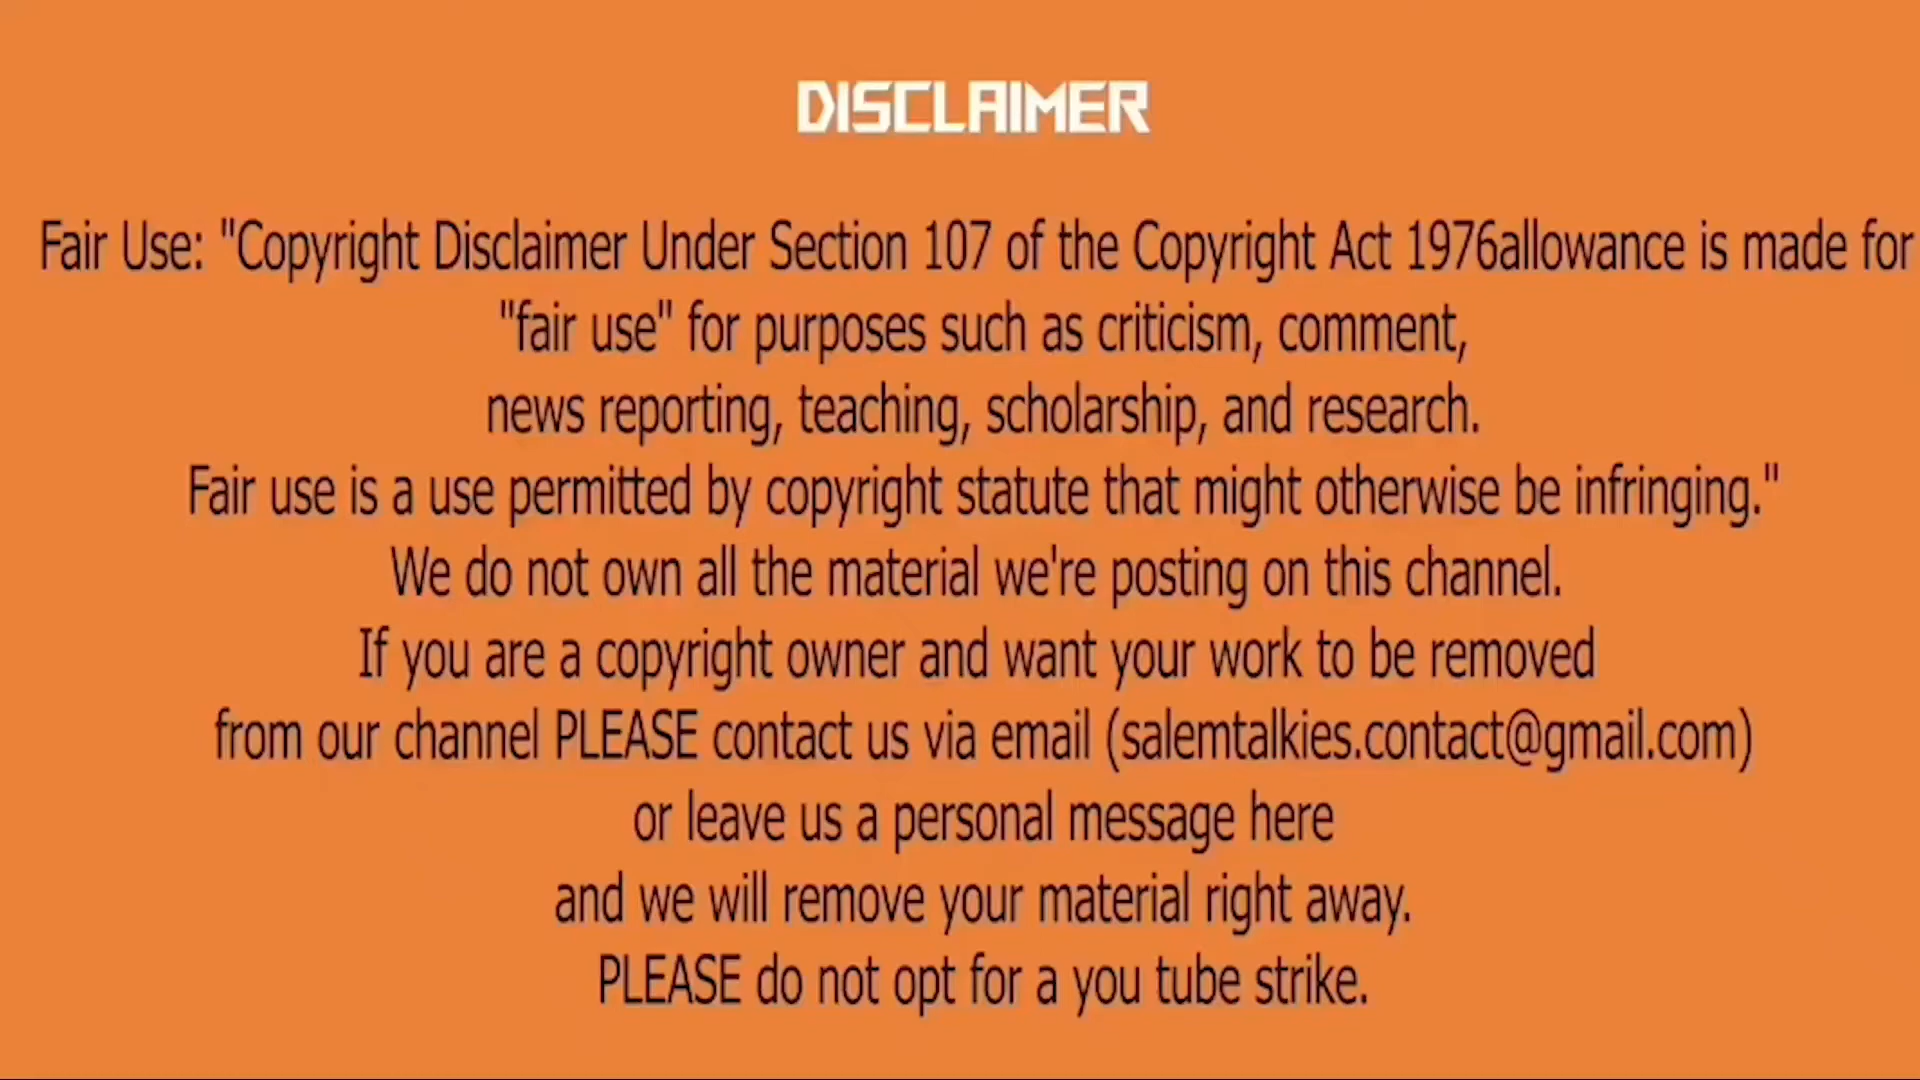 DISCLAIMER
Fair Use: "Copyright Disclaimer Under Section 107 of the Copyright Act 1976allowance is made for
"fair use" for purposes such as criticism, comment,
news reporting, teaching, scholarship, and research.
Fair use is a use permitted by copyright statute that might otherwise be infringing."
We do not own all the material we're posting on this channel.
If you are a copyright owner and want your work to be removed
from our channel PLEASE contact us via email (salemtalkies.contact@gmail.com)
or leave us a personal message here
and we will remove your material right away.
PLEASE do not opt for a you tube strike.